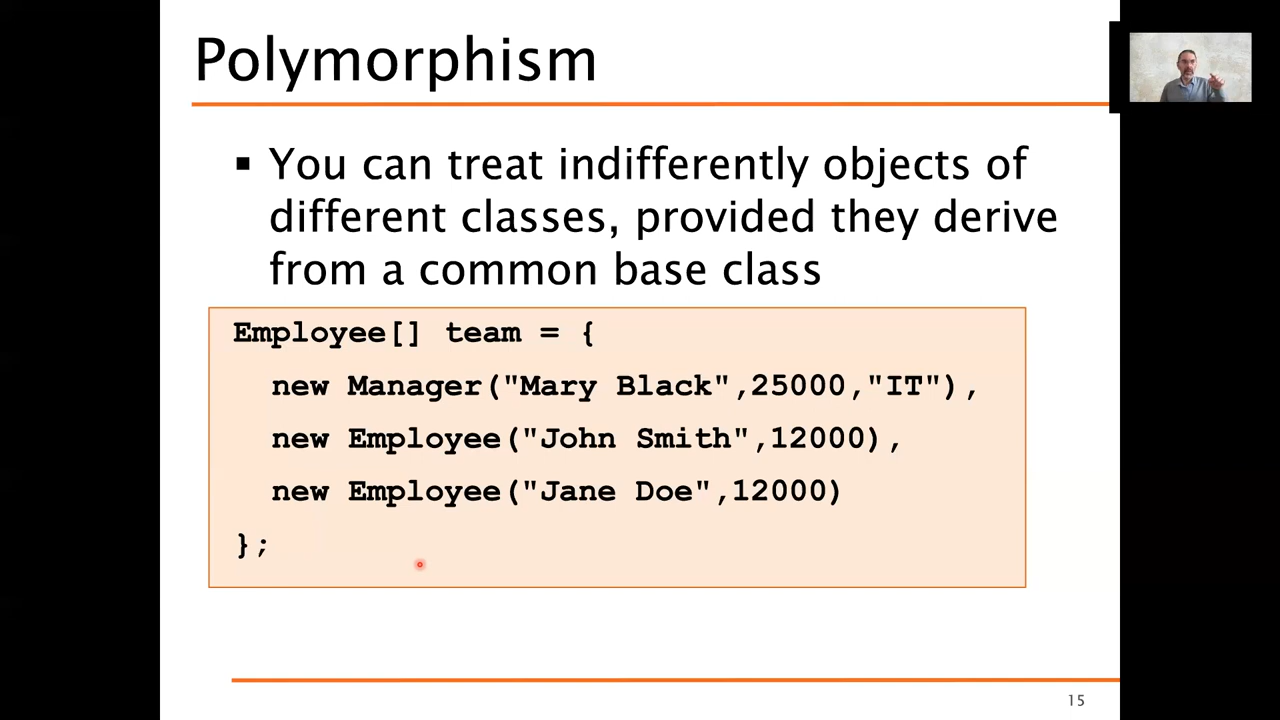 Polymorphism
▪ You can treat indifferently objects of
different classes, provided they derive
from a common base class
Employee[] team = {
new Manager("Mary Black",25000,"IT"),
new Employee("John Smith",12000),
new Employee("Jane Doe",12000)
};
15